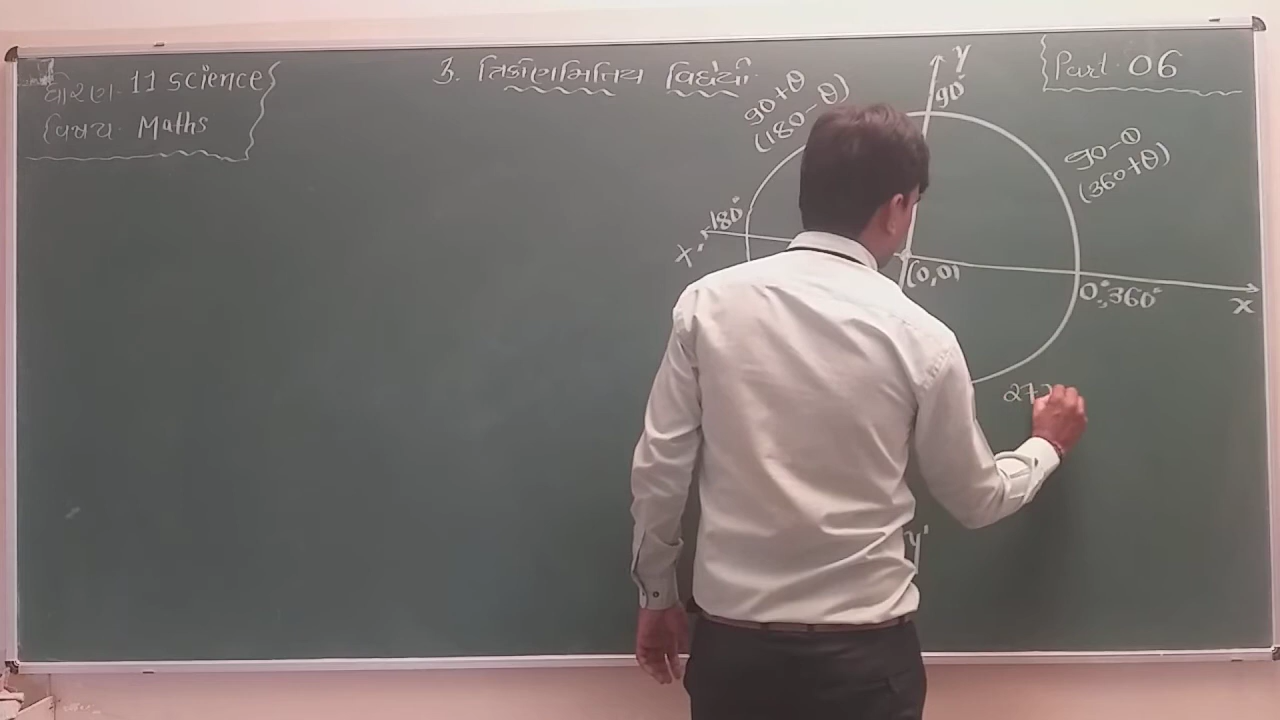 ધોરણ. 11 science
વિષય. Maths
3. ત્રિકોણમિતિય વિધેયો.
Part. 06
Y
90°
90+θ
(180-θ)
90-θ
(360+θ)
180°
X'
(0,0)
0°, 360°
X
27
Y'